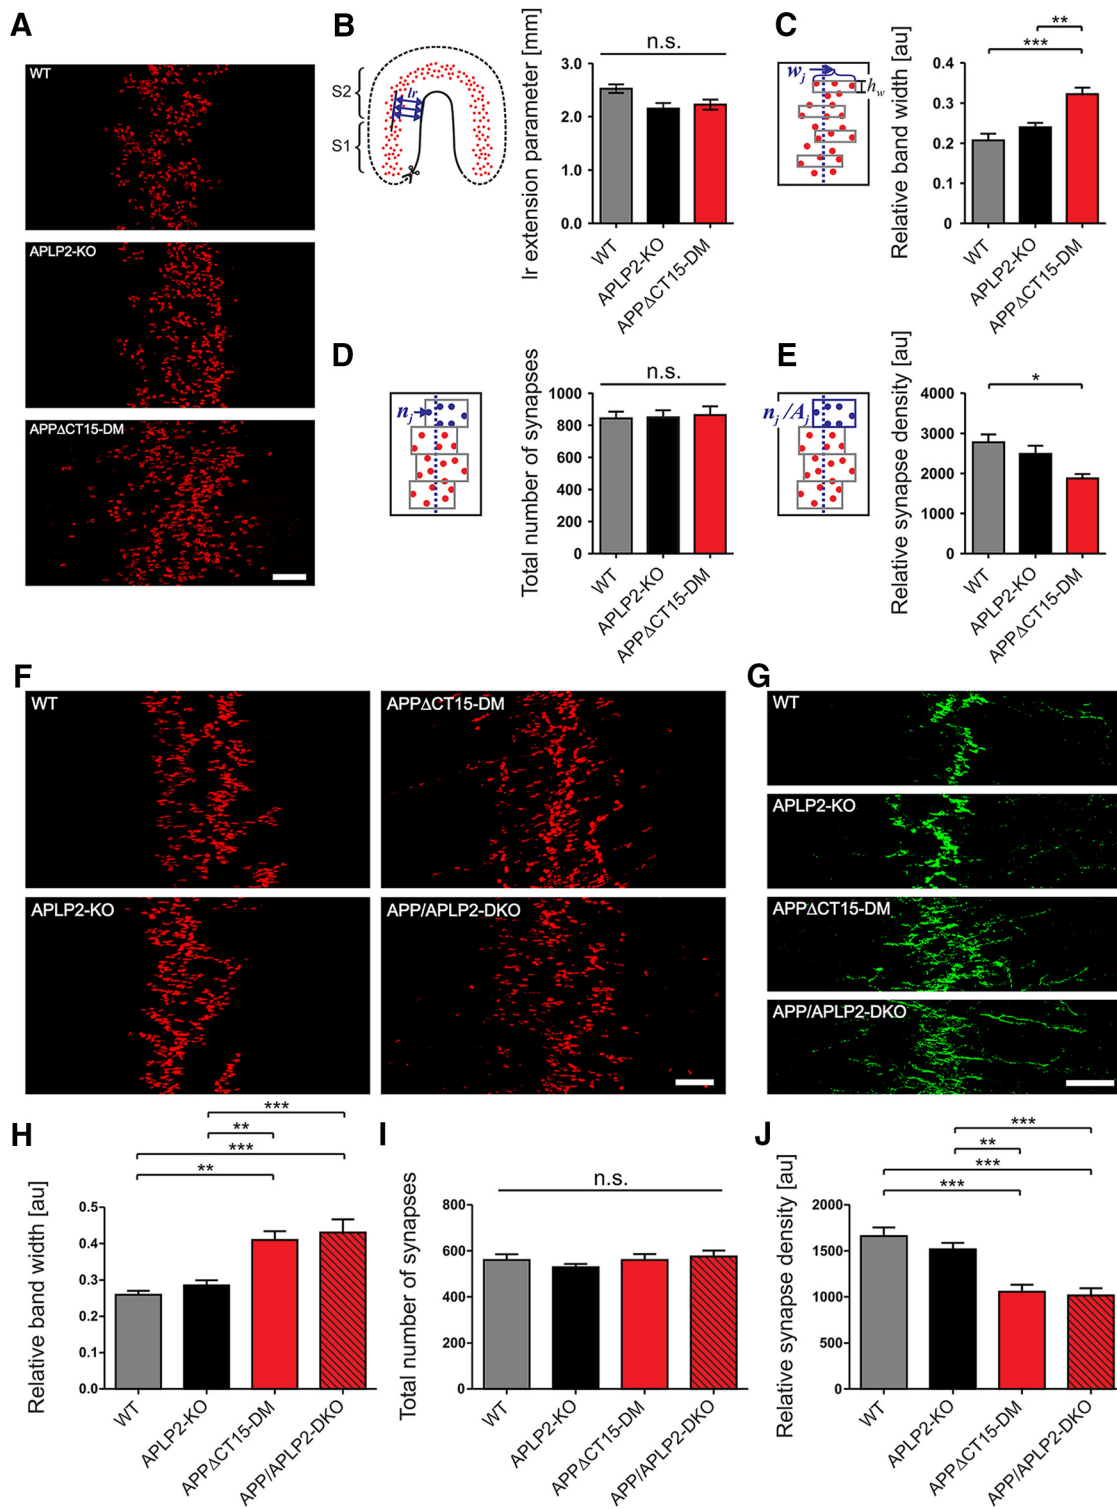 A
WT
APLP2-KO
APPΔCT15-DM
B
S2
S1
lr
lr extension parameter [mm]
n.s.
3.0
2.0
1.0
0.0
WT
APLP2-KO
APPΔCT15-DM
C
wj
hw
Relative band width [au]
**
***
0.4
0.3
0.2
0.1
0
WT
APLP2-KO
APPΔCT15-DM
D
nj
Total number of synapses
n.s.
1000
800
600
400
200
0
WT
APLP2-KO
APPΔCT15-DM
E
nj/Aj
Relative synapse density [au]
*
4000
3000
2000
1000
0
WT
APLP2-KO
APPΔCT15-DM
F
WT
APPΔCT15-DM
APLP2-KO
APP/APLP2-DKO
G
WT
APLP2-KO
APPΔCT15-DM
APP/APLP2-DKO
H
Relative band width [au]
***
**
***
**
0.5
0.4
0.3
0.2
0.1
0.0
WT
APLP2-KO
APPΔCT15-DM
APP/APLP2-DKO
I
Total number of synapses
n.s.
800
600
400
200
0
WT
APLP2-KO
APPΔCT15-DM
APP/APLP2-DKO
J
Relative synapse density [au]
***
**
***
***
2000
1500
1000
500
0
WT
APLP2-KO
APPΔCT15-DM
APP/APLP2-DKO